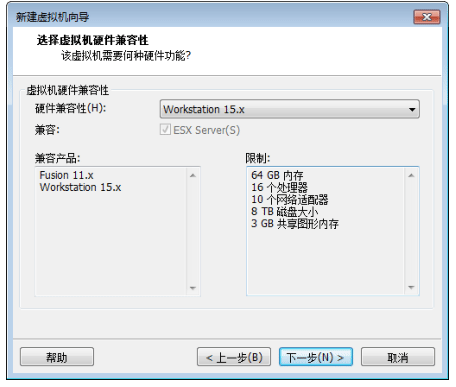 新建虚拟机向导
选择虚拟机硬件兼容性
该虚拟机需要何种硬件功能?
虚拟机硬件兼容性
硬件兼容性(H): Workstation 15.x
兼容: ESX Server(S)
兼容产品:
Fusion 11.x
Workstation 15.x
限制:
64 GB 内存
16 个处理器
10 个网络适配器
8 TB 磁盘大小
3 GB 共享图形内存
帮助 < 上一步(B) 下一步(N) > 取消